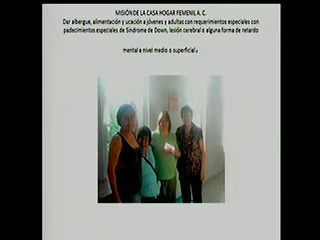 MISIÓN DE LA CASA HOGAR FEMENIL A. C.
Dar albergue, alimentación y ucación a jóvenes y adultas con requerimientos especiales con
padecimientos especiales de Síndrome de Down, lesión cerebral o alguna forma de retardo
mental a nivel medio o superficial.